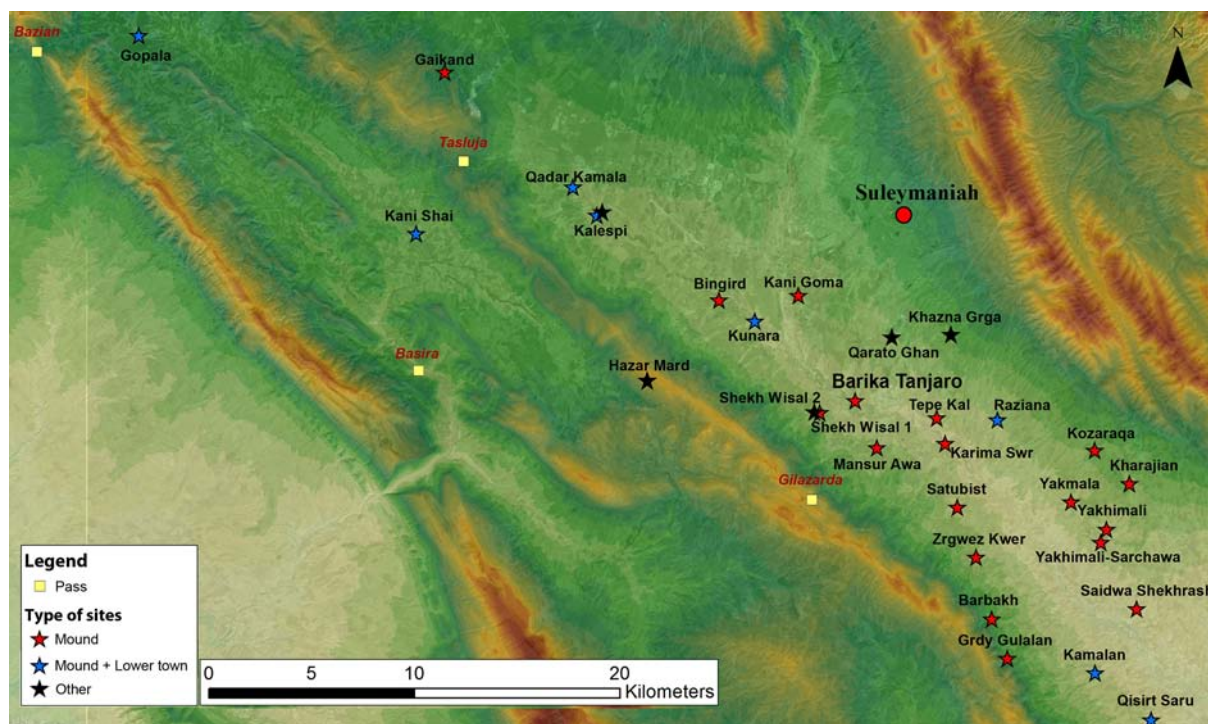 Bazian
Gopala
N
Gaikand
Tasluja
Qadar Kamala
Suleymaniah
Kani Shai
Kalespi
Bingird
Kani Goma
Kunara
Khazna Grga
Qarato Ghan
Basira
Hazar Mard
Barika Tanjaro
Shekh Wisal 2
Tepe Kal
Raziana
Shekh Wisal 1
Karima Swr
Kozaraqa
Mansur Awa
Kharajian
Gilazarda
Satubist
Yakmala
Yakhimali
Zrgwez Kwer
Yakhimali-Sarchawa
Saidwa Shekhrash
Barbakh
Grdy Gulalan
Kamalan
Qisirt Saru
Legend
Pass
Type of sites
Mound
Mound + Lower town
Other
0 5 10 20
Kilometers